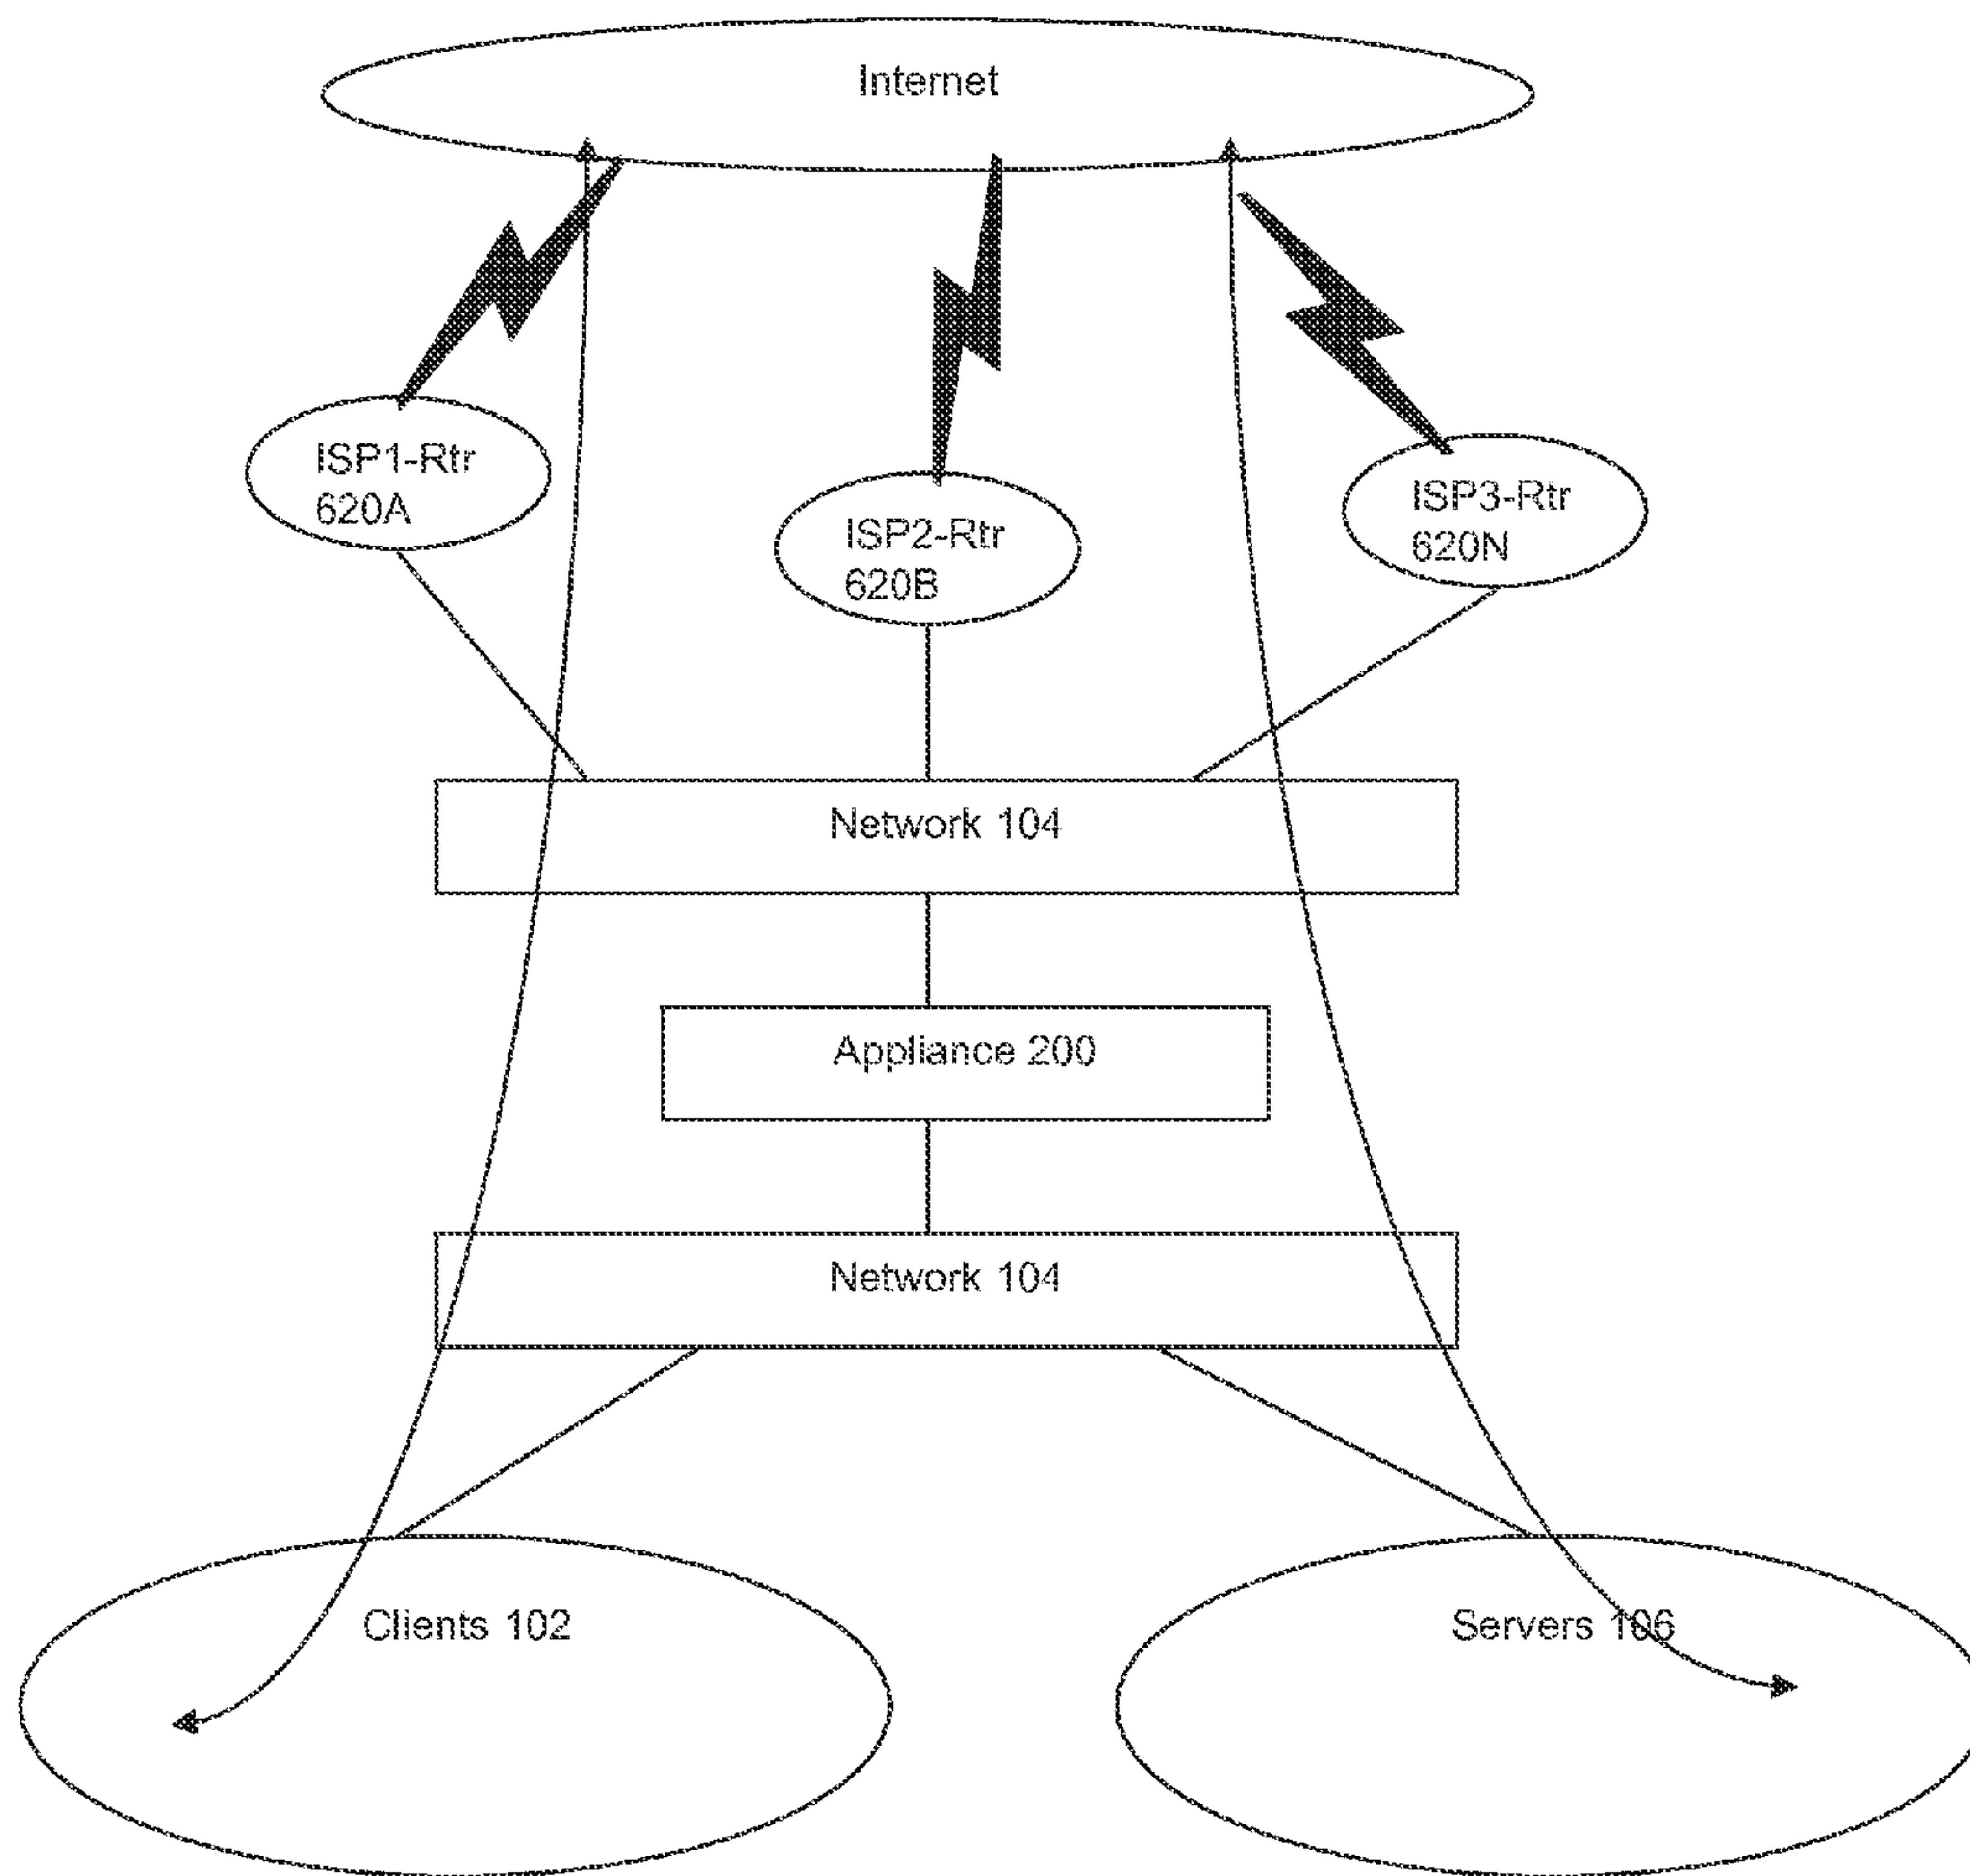 Internet
ISP1-Rtr
620A
ISP2-Rtr
620B
ISP3-Rtr
620N
Network 104
Appliance 200
Network 104
Clients 102
Servers 106